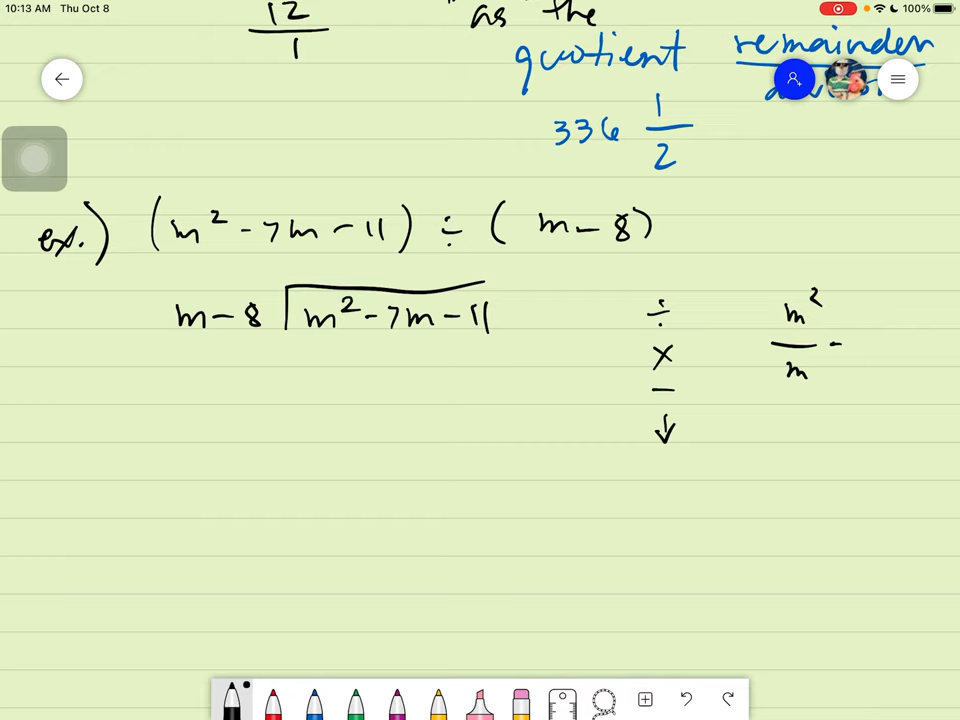 10:13 AM Thu Oct 8 100%
12
1
"as the
quotient remainder
336 1
2
ex.) (m² - 7m - 11) ÷ ( m - 8)
m - 8 m² - 7m - 11
÷ m²
x m -
-
↓